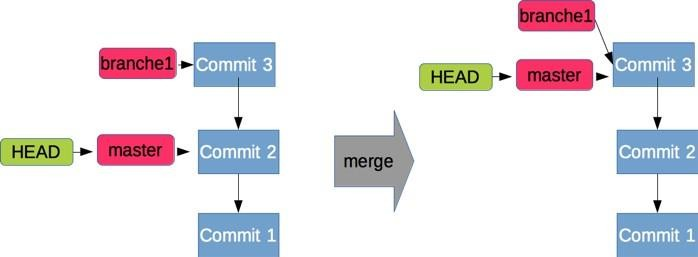 branche1
Commit 3
HEAD
master
Commit 2
Commit 1
merge
branche1
HEAD
master
Commit 3
Commit 2
Commit 1